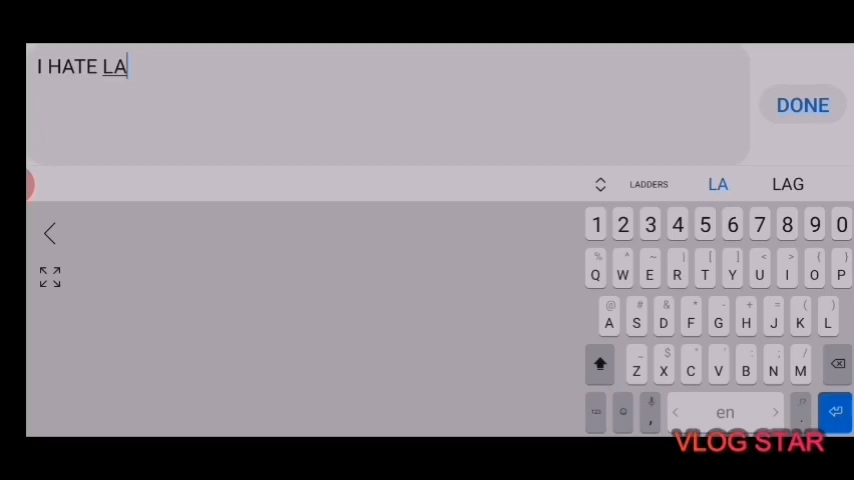 I HATE LA
DONE
LADDERS LA LAG
1 2 3 4 5 6 7 8 9 0
% ^ ~ | [ ] < > { }
Q W E R T Y U I O P
@ # & * - + = ( )
A S D F G H J K L
_ $ " ' : ; /
Z X C V B N M
, < en > .
VLOG STAR